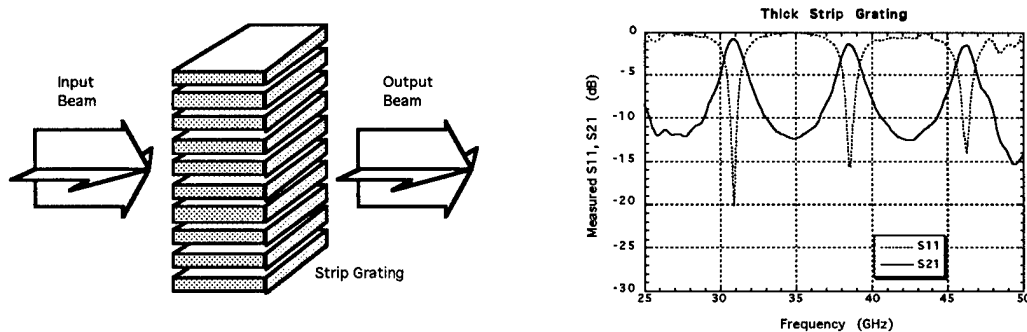 Input
Beam
Output
Beam
Strip Grating
Thick Strip Grating
Measured S11, S21 (dB)
0
-5
-10
-15
-20
-25
-30
S11
S21
25
30
35
40
45
50
Frequency (GHz)